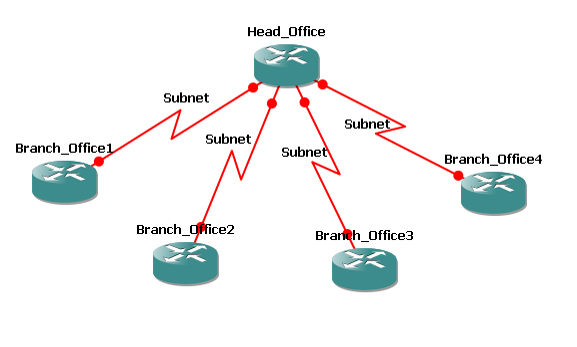 Head_Office
Subnet
Branch_Office1
Subnet
Subnet
Subnet
Branch_Office4
Branch_Office2
Branch_Office3